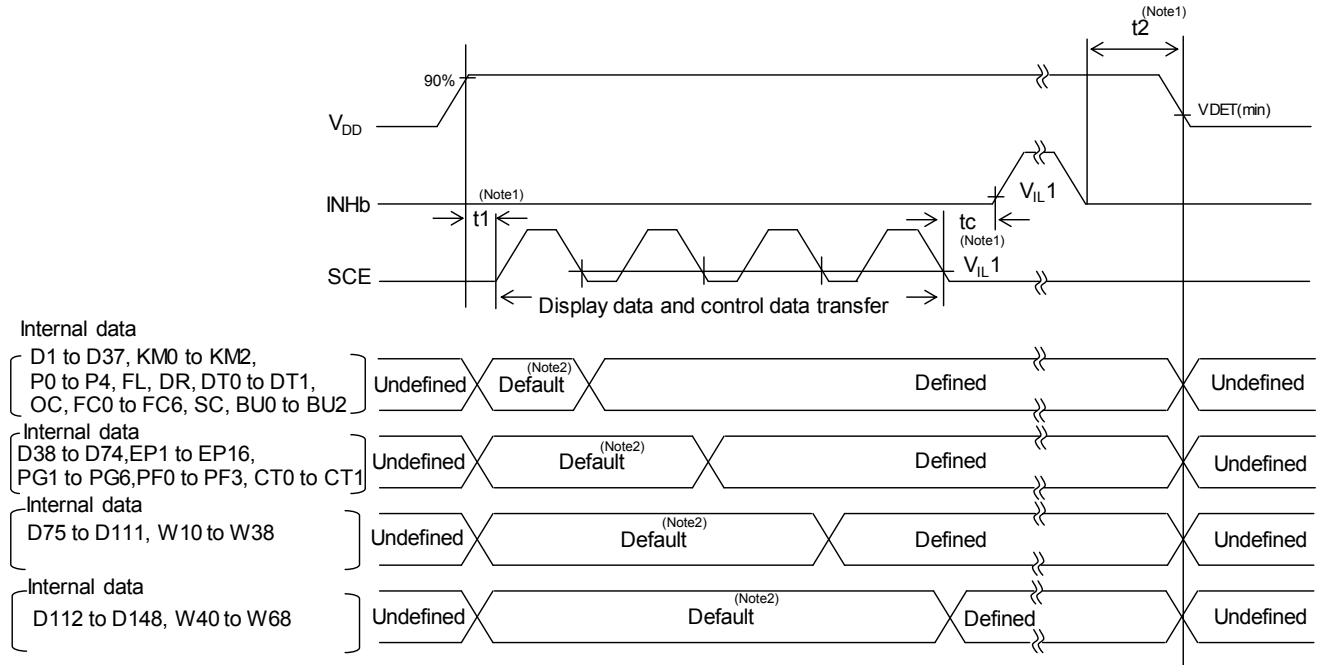 t2(Note1)
90%
VDD
VDET(min)
INHb
(Note1)
t1
VIL1
tc
(Note1)
VIL1
SCE
Display data and control data transfer
Internal data
D1 to D37, KM0 to KM2,
P0 to P4, FL, DR, DT0 to DT1,
OC, FC0 to FC6, SC, BU0 to BU2
Undefined
Default(Note2)
Defined
Undefined
Internal data
D38 to D74,EP1 to EP16,
PG1 to PG6,PF0 to PF3, CT0 to CT1
Undefined
Default(Note2)
Defined
Undefined
Internal data
D75 to D111, W10 to W38
Undefined
Default(Note2)
Defined
Undefined
Internal data
D112 to D148, W40 to W68
Undefined
Default(Note2)
Defined
Undefined